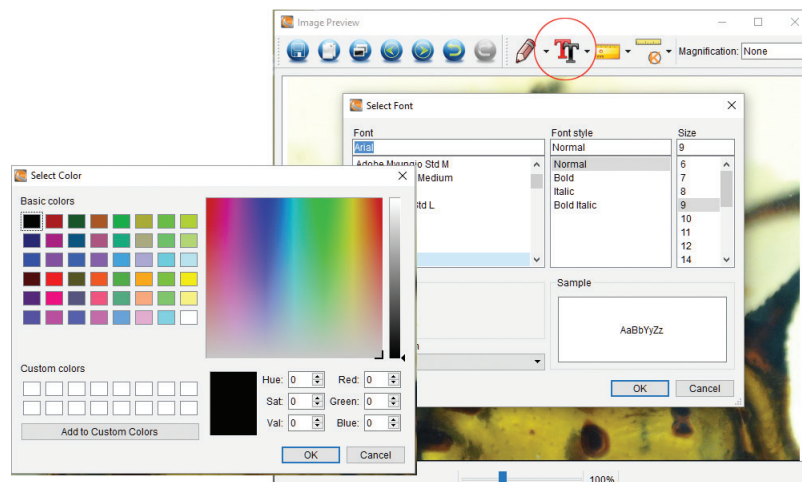 Image Preview
Magnification: None
Select Font
Font
Font style
Size
Arial
Normal
9
Adobe Myungjo Std M
Medium
Std L
Normal
Bold
Italic
Bold Italic
6
7
8
9
10
11
12
14
Sample
AaBbYyZz
OK
Cancel
Select Color
Basic colors
Custom colors
Add to Custom Colors
Hue: 0
Red: 0
Sat: 0
Green: 0
Val: 0
Blue: 0
OK
Cancel
100%